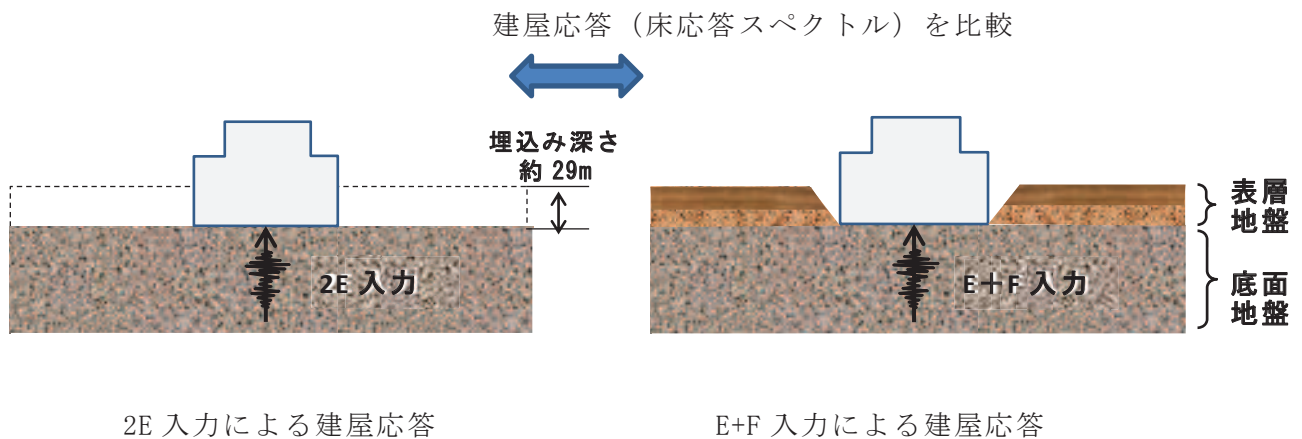 建屋応答（床応答スペクトル）を比較
埋込み深さ
約 29m
2E 入力
E＋F 入力
表層
地盤
底面
地盤
2E 入力による建屋応答
E+F 入力による建屋応答